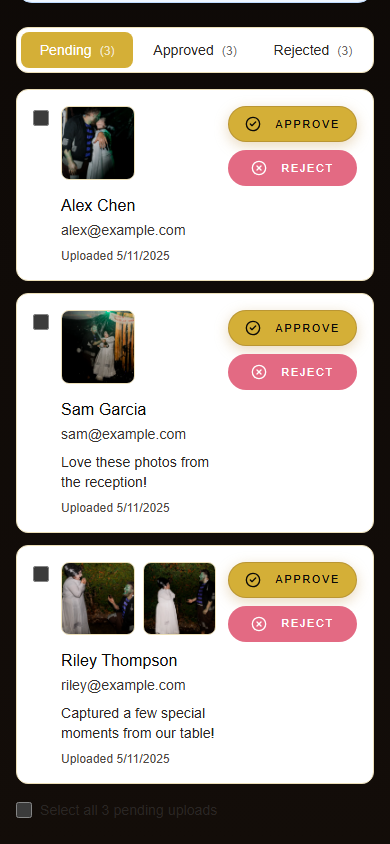 Pending (3) Approved (3) Rejected (3)
APPROVE
REJECT
Alex Chen
alex@example.com
Uploaded 5/11/2025
APPROVE
REJECT
Sam Garcia
sam@example.com
Love these photos from
the reception!
Uploaded 5/11/2025
APPROVE
REJECT
Riley Thompson
riley@example.com
Captured a few special
moments from our table!
Uploaded 5/11/2025
Select all 3 pending uploads